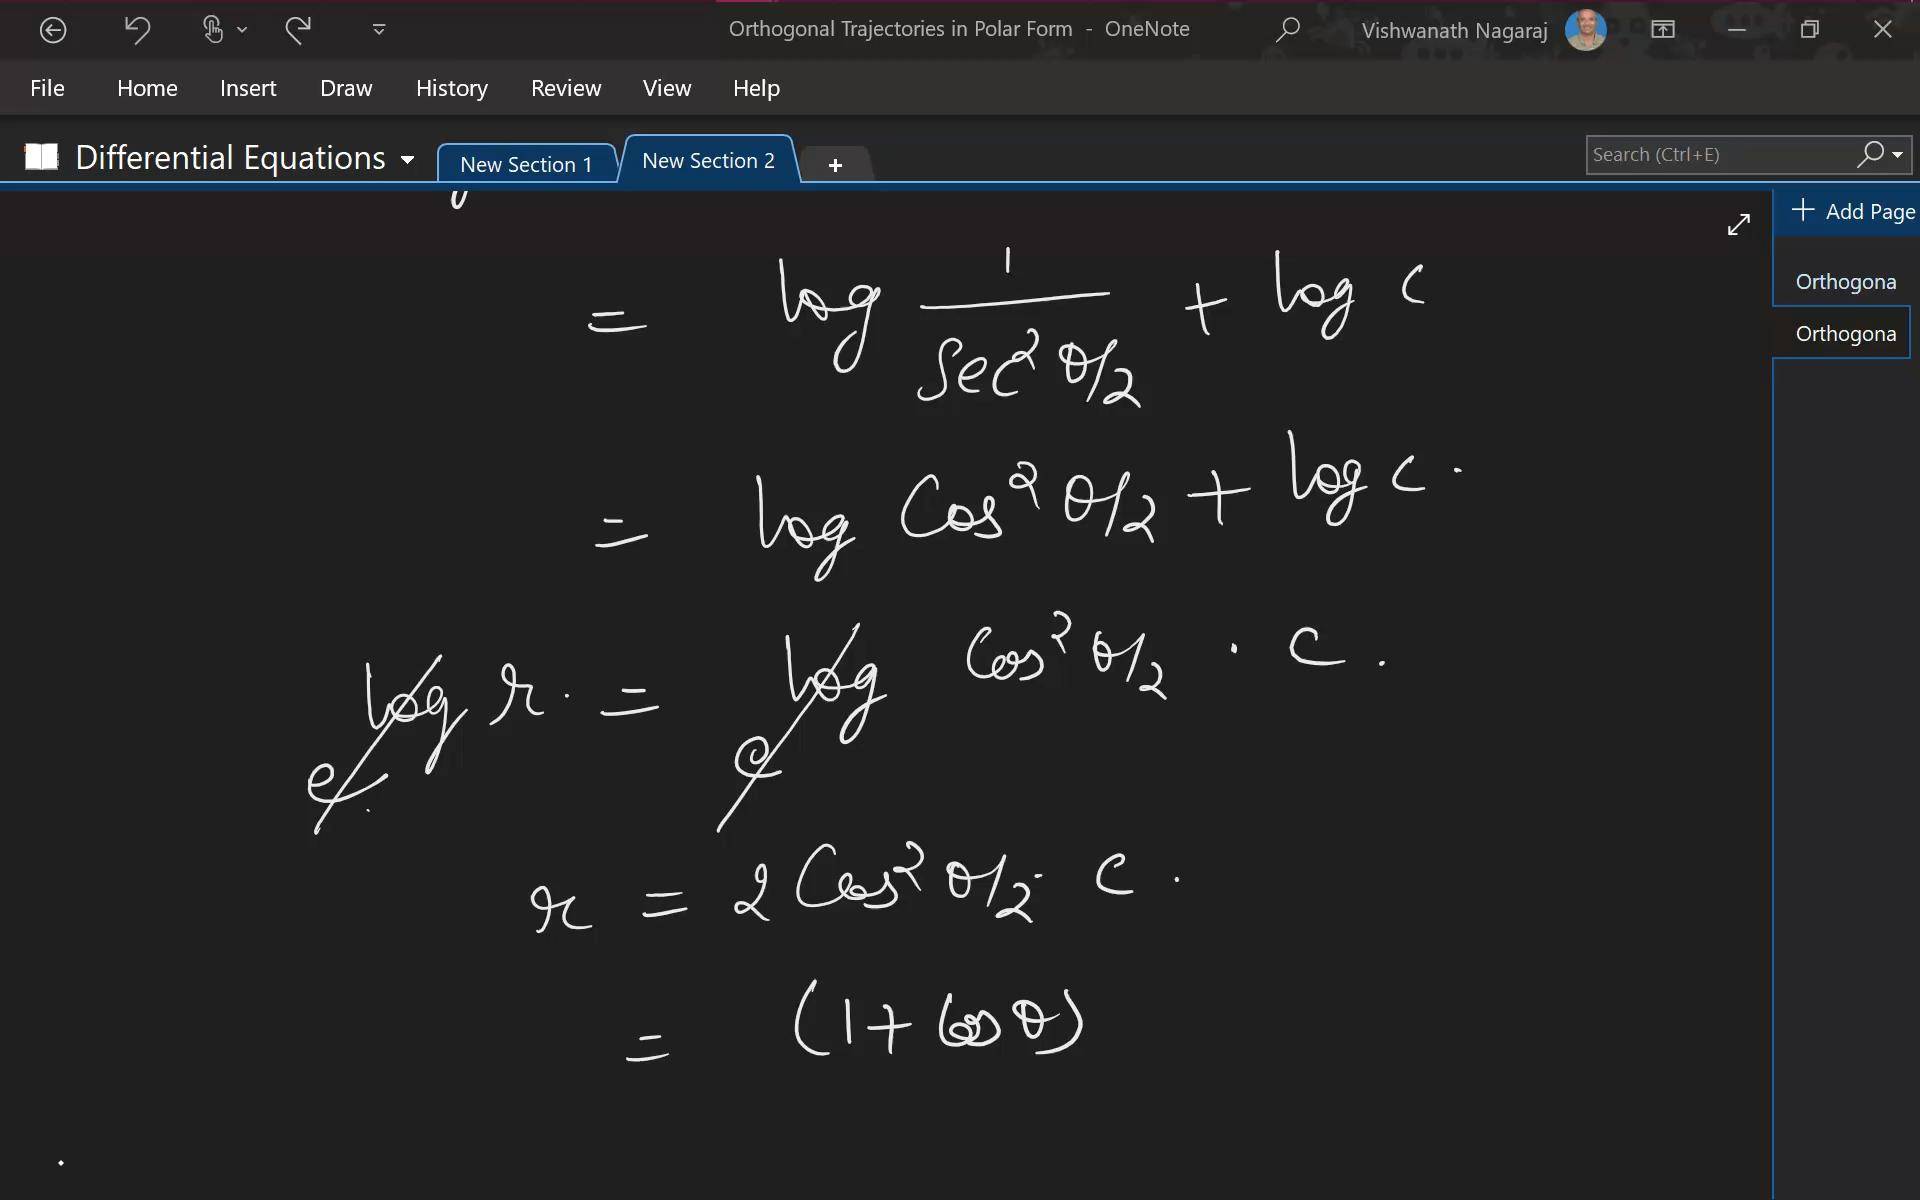 Orthogonal Trajectories in Polar Form - OneNote
Vishwanath Nagaraj
File Home Insert Draw History Review View Help
Differential Equations New Section 1 New Section 2 + Search (Ctrl+E)
+ Add Page
Orthogona
Orthogona
= log 1/Sec² θ/2 + log c
= log Cos² θ/2 + log c.
log_e r. = log_e Cos² θ/2 · c.
r = 2 Cos² θ/2 · c.
= (1 + Cos θ)